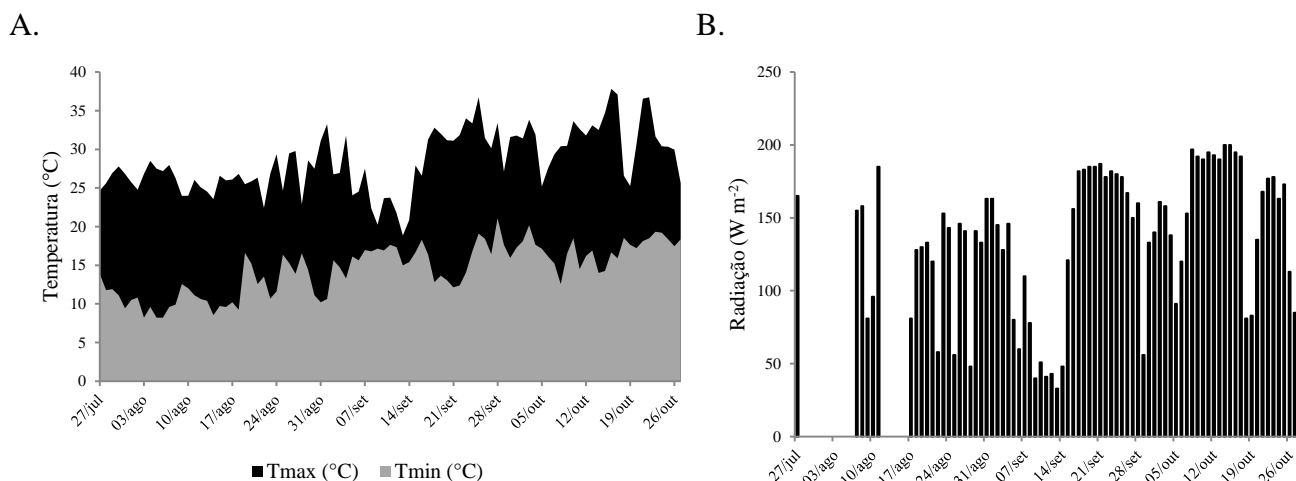 A.
40
35
30
25
20
15
10
5
0
Temperatura (°C)
27/jul
03/ago
10/ago
17/ago
24/ago
31/ago
07/set
14/set
21/set
28/set
05/out
12/out
19/out
26/out
Tmax (°C) Tmin (°C)
B.
250
200
150
100
50
0
Radiação (W m⁻²)
27/jul
03/ago
10/ago
17/ago
24/ago
31/ago
07/set
14/set
21/set
28/set
05/out
12/out
19/out
26/out